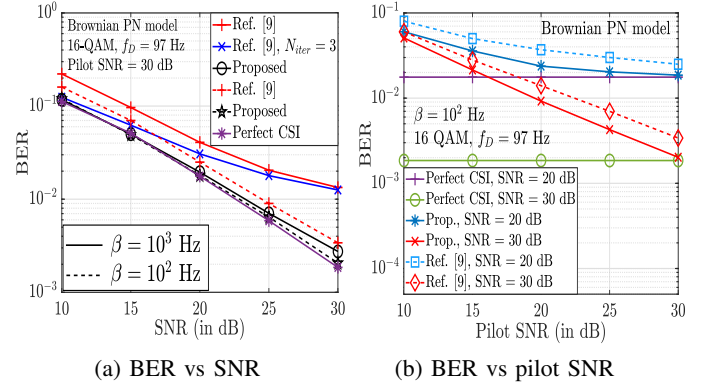 10^0
10^-1
10^-2
10^-3
BER
Brownian PN model
16-QAM, f_D = 97 Hz
Pilot SNR = 30 dB
Ref. [9]
Ref. [9], N_iter = 3
Proposed
Ref. [9]
Proposed
Perfect CSI
β = 10^3 Hz
β = 10^2 Hz
10 15 20 25 30
SNR (in dB)
(a) BER vs SNR
10^-1
10^-2
10^-3
10^-4
BER
Brownian PN model
β = 10^2 Hz
16 QAM, f_D = 97 Hz
Perfect CSI, SNR = 20 dB
Perfect CSI, SNR = 30 dB
Prop., SNR = 20 dB
Prop., SNR = 30 dB
Ref. [9], SNR = 20 dB
Ref. [9], SNR = 30 dB
10 15 20 25 30
Pilot SNR (in dB)
(b) BER vs pilot SNR